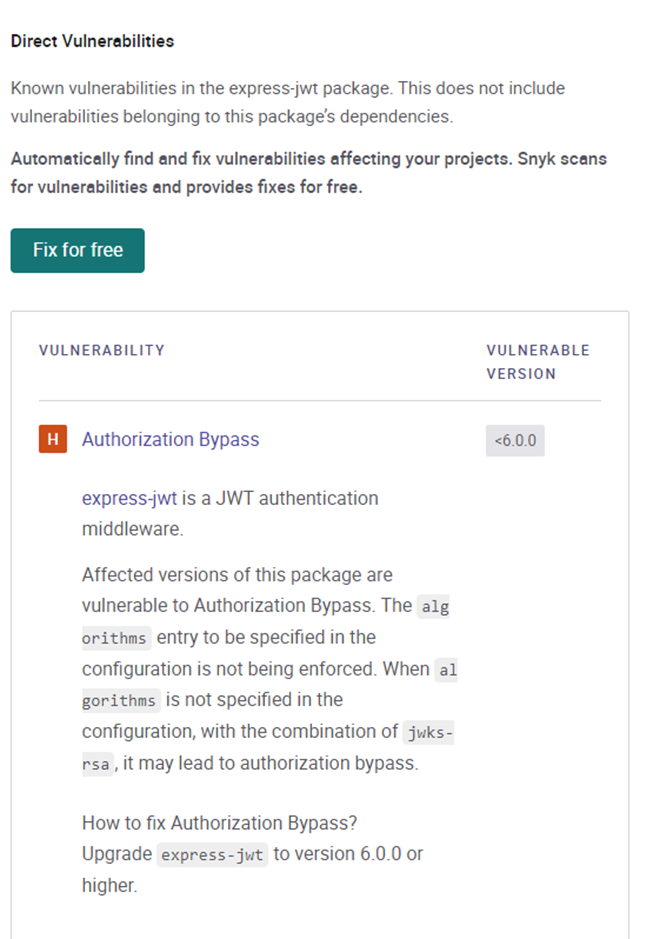 Direct Vulnerabilities
Known vulnerabilities in the express-jwt package. This does not include
vulnerabilities belonging to this package’s dependencies.
Automatically find and fix vulnerabilities affecting your projects. Snyk scans
for vulnerabilities and provides fixes for free.
Fix for free
VULNERABILITY
VULNERABLE
VERSION
H Authorization Bypass
<6.0.0
express-jwt is a JWT authentication
middleware.
Affected versions of this package are
vulnerable to Authorization Bypass. The alg
orithms entry to be specified in the
configuration is not being enforced. When al
gorithms is not specified in the
configuration, with the combination of jwks-
rsa, it may lead to authorization bypass.
How to fix Authorization Bypass?
Upgrade express-jwt to version 6.0.0 or
higher.